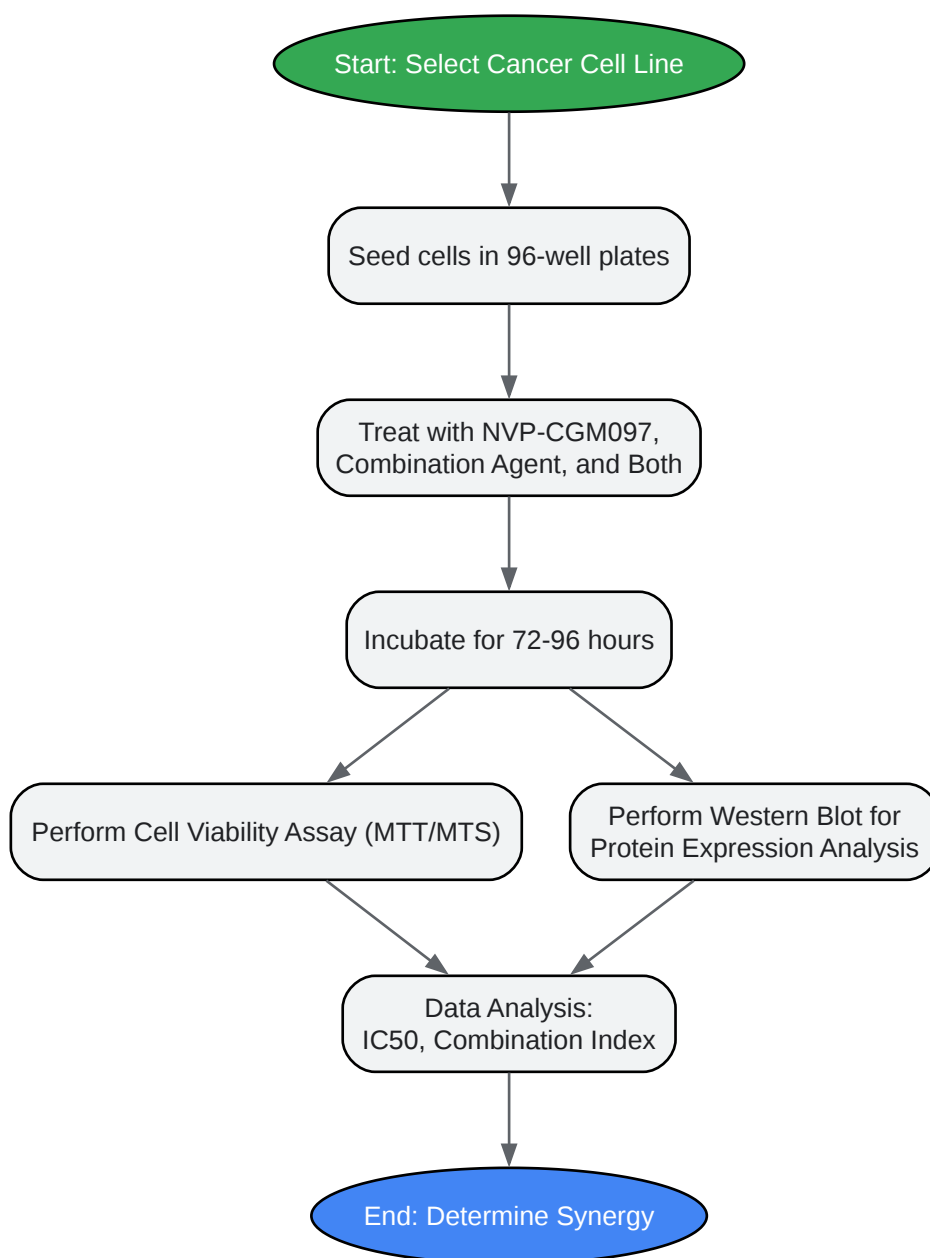 Start: Select Cancer Cell Line
Seed cells in 96-well plates
Treat with NVP-CGM097,
Combination Agent, and Both
Incubate for 72-96 hours
Perform Cell Viability Assay (MTT/MTS)
Perform Western Blot for
Protein Expression Analysis
Data Analysis:
IC50, Combination Index
End: Determine Synergy